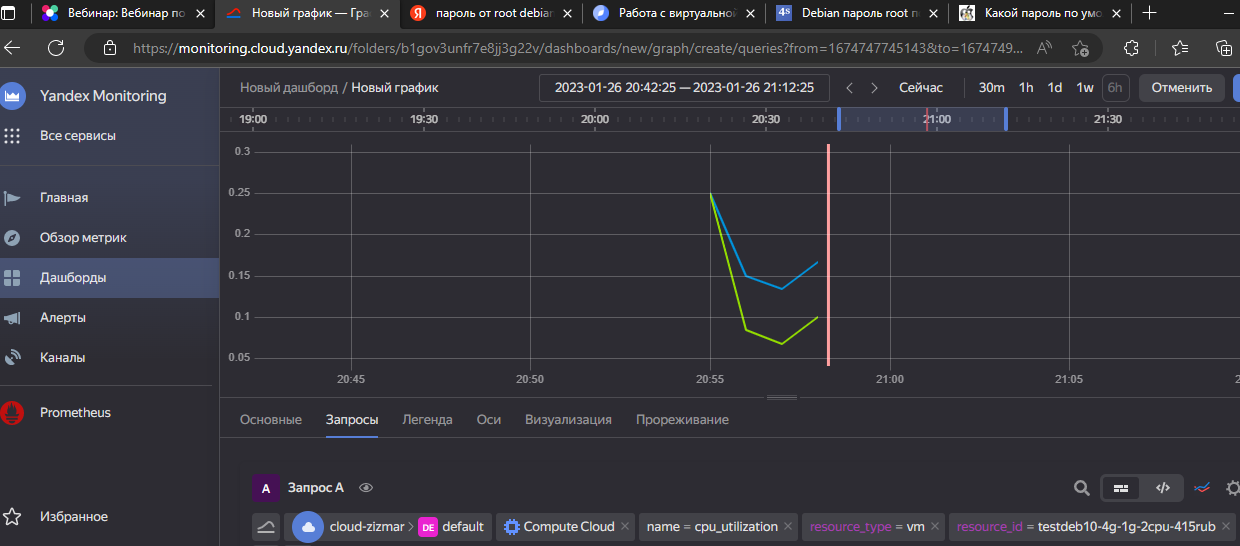 Вебинар: Вебинар по
Новый график — Гра
пароль от root debian
Работа с виртуальной
Debian пароль root п
Какой пароль по умо
https://monitoring.cloud.yandex.ru/folders/b1gov3unfr7e8jj3g22v/dashboards/new/graph/create/queries?from=1674747745143&to=1674749...
Yandex Monitoring
Все сервисы
Главная
Обзор метрик
Дашборды
Алерты
Каналы
Prometheus
Избранное
Новый дашборд / Новый график
2023-01-26 20:42:25 — 2023-01-26 21:12:25
Сейчас
30m 1h 1d 1w 6h
Отменить
19:00 19:30 20:00 20:30 21:00 21:30
0.3
0.25
0.2
0.15
0.1
0.05
20:45 20:50 20:55 21:00 21:05
Основные Запросы Легенда Оси Визуализация Прореживание
A Запрос A
cloud-zizmar > DE default Compute Cloud × name = cpu_utilization × resource_type = vm × resource_id = testdeb10-4g-1g-2cpu-415rub ×